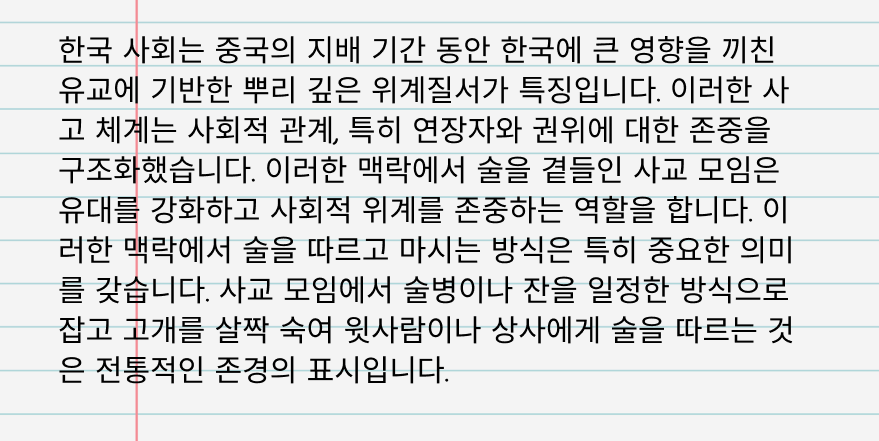 한국 사회는 중국의 지배 기간 동안 한국에 큰 영향을 끼친
유교에 기반한 뿌리 깊은 위계질서가 특징입니다. 이러한 사
고 체계는 사회적 관계, 특히 연장자와 권위에 대한 존중을
구조화했습니다. 이러한 맥락에서 술을 곁들인 사교 모임은
유대를 강화하고 사회적 위계를 존중하는 역할을 합니다. 이
러한 맥락에서 술을 따르고 마시는 방식은 특히 중요한 의미
를 갖습니다. 사교 모임에서 술병이나 잔을 일정한 방식으로
잡고 고개를 살짝 숙여 윗사람이나 상사에게 술을 따르는 것
은 전통적인 존경의 표시입니다.